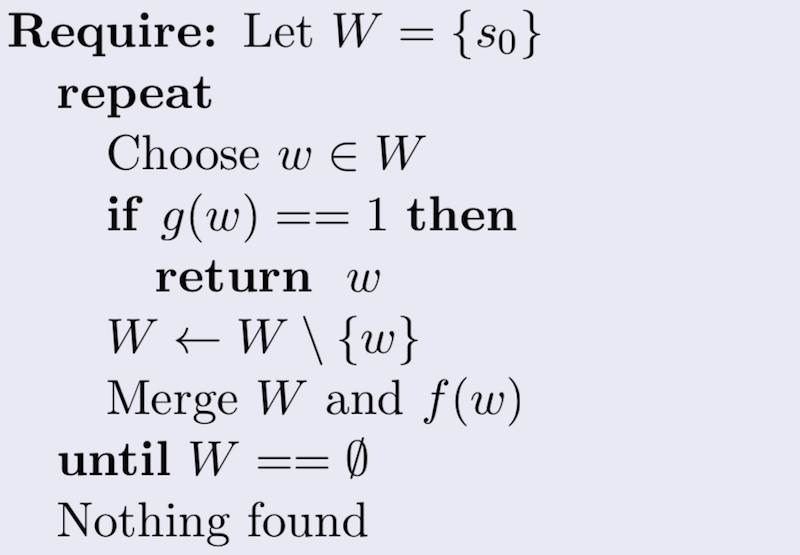 Require: Let W = {s₀}
repeat
Choose w ∈ W
if g(w) == 1 then
return w
W ← W \ {w}
Merge W and f(w)
until W == ∅
Nothing found